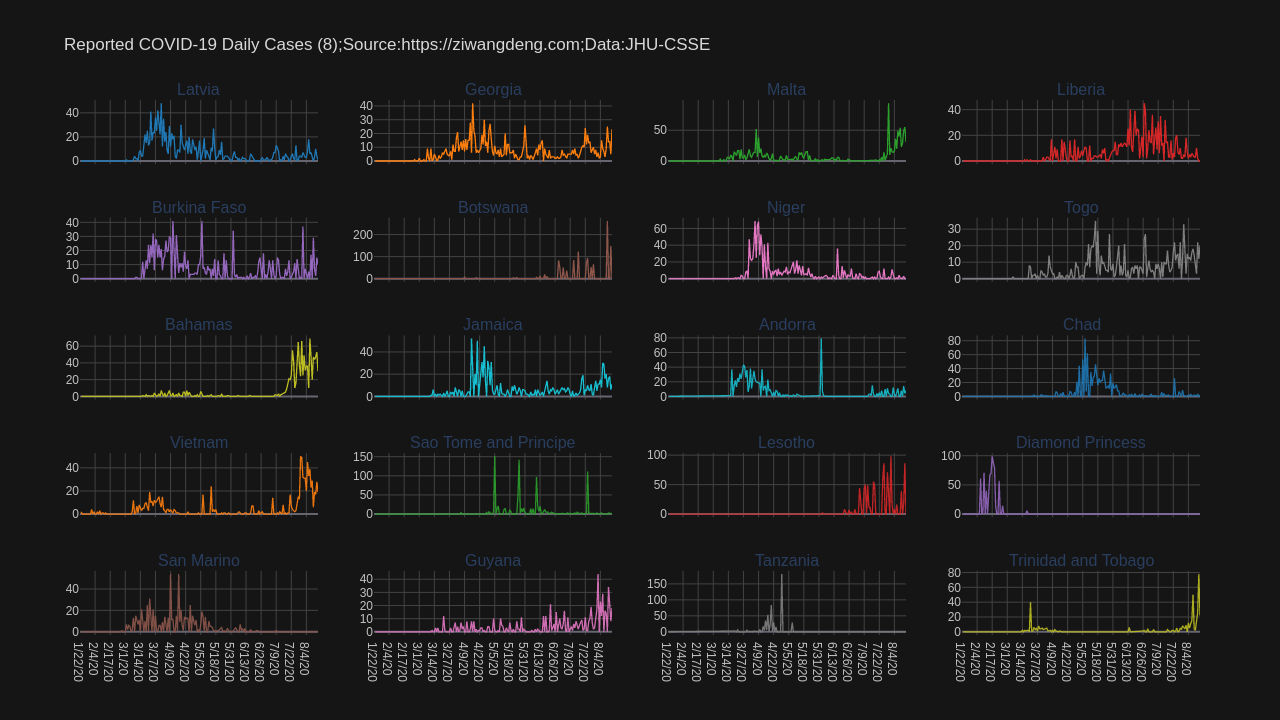 Reported COVID-19 Daily Cases (8);Source:https://ziwangdeng.com;Data:JHU-CSSE
Latvia Georgia Malta Liberia
40 20 0
40 30 20 10 0
50 0
40 20 0
Burkina Faso Botswana Niger Togo
40 30 20 10 0
200 100 0
60 40 20 0
30 20 10 0
Bahamas Jamaica Andorra Chad
60 40 20 0
40 20 0
80 60 40 20 0
80 60 40 20 0
Vietnam Sao Tome and Principe Lesotho Diamond Princess
40 20 0
150 100 50 0
100 50 0
100 50 0
San Marino Guyana Tanzania Trinidad and Tobago
40 20 0
40 30 20 10 0
150 100 50 0
80 60 40 20 0
1/22/20 2/4/20 2/17/20 3/1/20 3/14/20 3/27/20 4/9/20 4/22/20 5/5/20 5/18/20 5/31/20 6/13/20 6/26/20 7/9/20 7/22/20 8/4/20
1/22/20 2/4/20 2/17/20 3/1/20 3/14/20 3/27/20 4/9/20 4/22/20 5/5/20 5/18/20 5/31/20 6/13/20 6/26/20 7/9/20 7/22/20 8/4/20
1/22/20 2/4/20 2/17/20 3/1/20 3/14/20 3/27/20 4/9/20 4/22/20 5/5/20 5/18/20 5/31/20 6/13/20 6/26/20 7/9/20 7/22/20 8/4/20
1/22/20 2/4/20 2/17/20 3/1/20 3/14/20 3/27/20 4/9/20 4/22/20 5/5/20 5/18/20 5/31/20 6/13/20 6/26/20 7/9/20 7/22/20 8/4/20